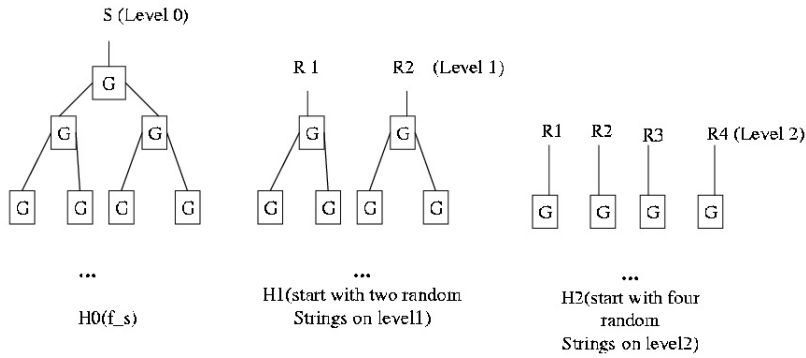 S (Level 0)
R 1 R2 (Level 1)
G
R1 R2 R3 R4 (Level 2)
G G G G
G G C G G G G G G G G G
... ... ...
H0(f_s)
H1(start with two random
Strings on level1)
H2(start with four
random
Strings on level2)